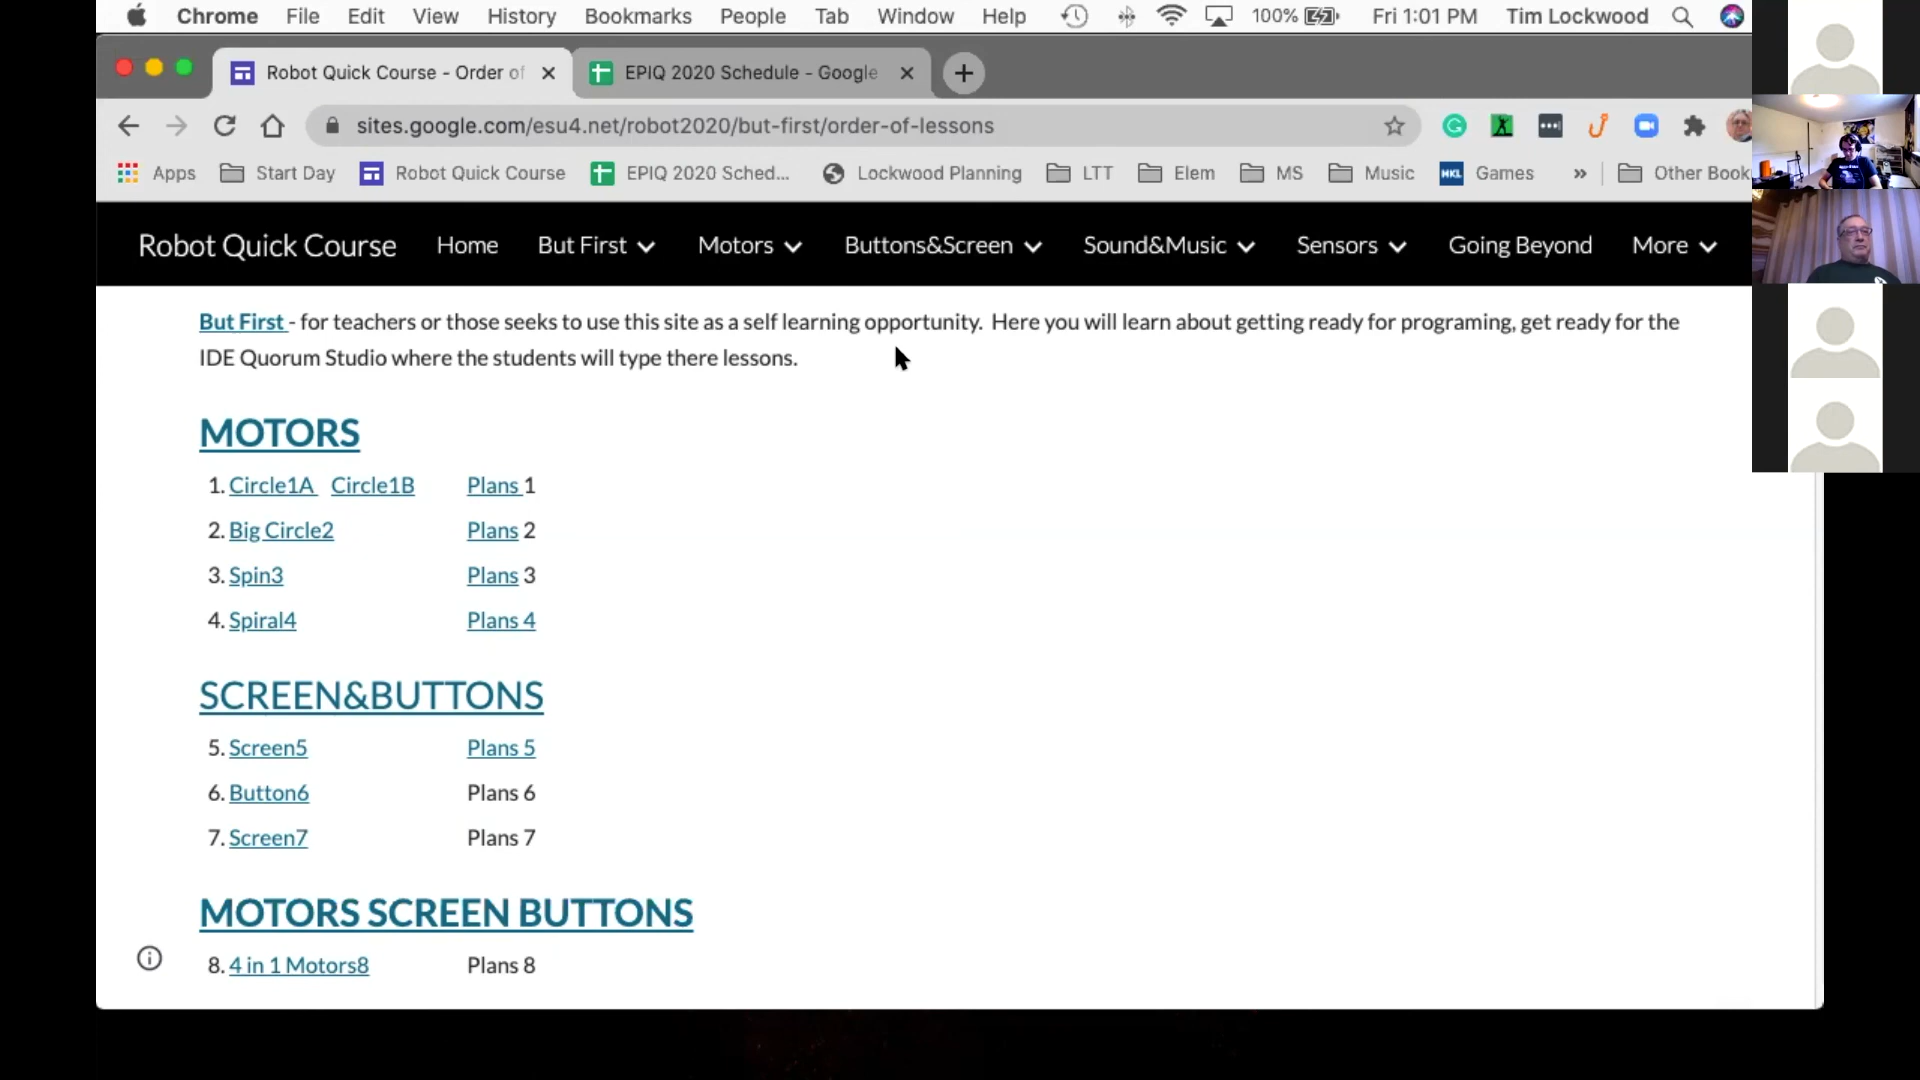 Chrome File Edit View History Bookmarks People Tab Window Help 100% Fri 1:01 PM Tim Lockwood
Robot Quick Course - Order of EPIQ 2020 Schedule - Google
sites.google.com/esu4.net/robot2020/but-first/order-of-lessons
Apps Start Day Robot Quick Course EPIQ 2020 Sched... Lockwood Planning LTT Elem MS Music HKL Games » Other Book
Robot Quick Course Home But First Motors Buttons&Screen Sound&Music Sensors Going Beyond More
But First - for teachers or those seeks to use this site as a self learning opportunity. Here you will learn about getting ready for programing, get ready for the
IDE Quorum Studio where the students will type there lessons.
MOTORS
1. Circle1A Circle1B Plans 1
2. Big Circle2 Plans 2
3. Spin3 Plans 3
4. Spiral4 Plans 4
SCREEN&BUTTONS
5. Screen5 Plans 5
6. Button6 Plans 6
7. Screen7 Plans 7
MOTORS SCREEN BUTTONS
8. 4 in 1 Motors8 Plans 8